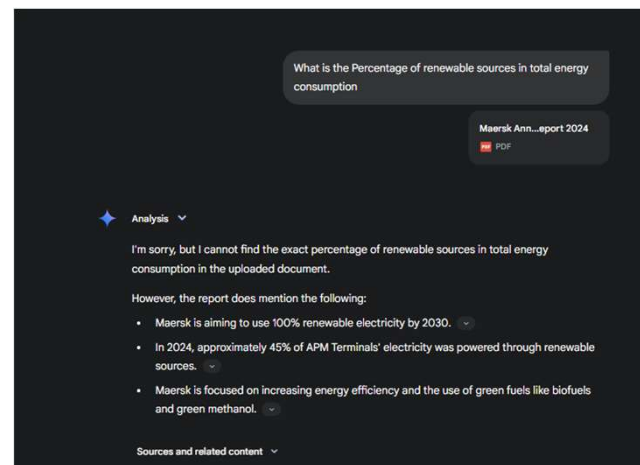 What is the Percentage of renewable sources in total energy
consumption
Maersk Ann...eport 2024
PDF PDF
Analysis
I'm sorry, but I cannot find the exact percentage of renewable sources in total energy
consumption in the uploaded document.
However, the report does mention the following:
• Maersk is aiming to use 100% renewable electricity by 2030.
• In 2024, approximately 45% of APM Terminals' electricity was powered through renewable
sources.
• Maersk is focused on increasing energy efficiency and the use of green fuels like biofuels
and green methanol.
Sources and related content